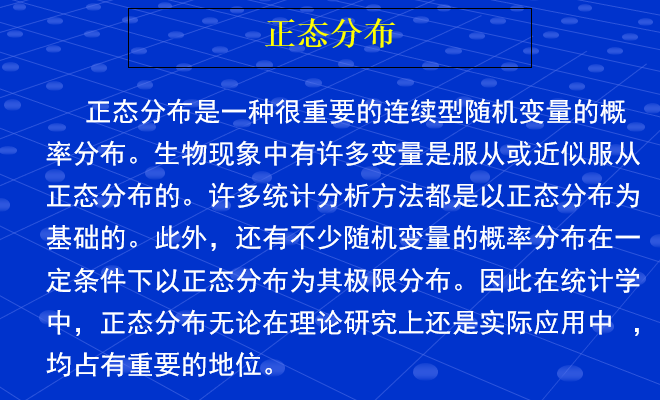 正态分布
正态分布是一种很重要的连续型随机变量的概
率分布。生物现象中有许多变量是服从或近似服从
正态分布的。许多统计分析方法都是以正态分布为
基础的。此外，还有不少随机变量的概率分布在一
定条件下以正态分布为其极限分布。因此在统计学
中，正态分布无论在理论研究上还是实际应用中 ，
均占有重要的地位。